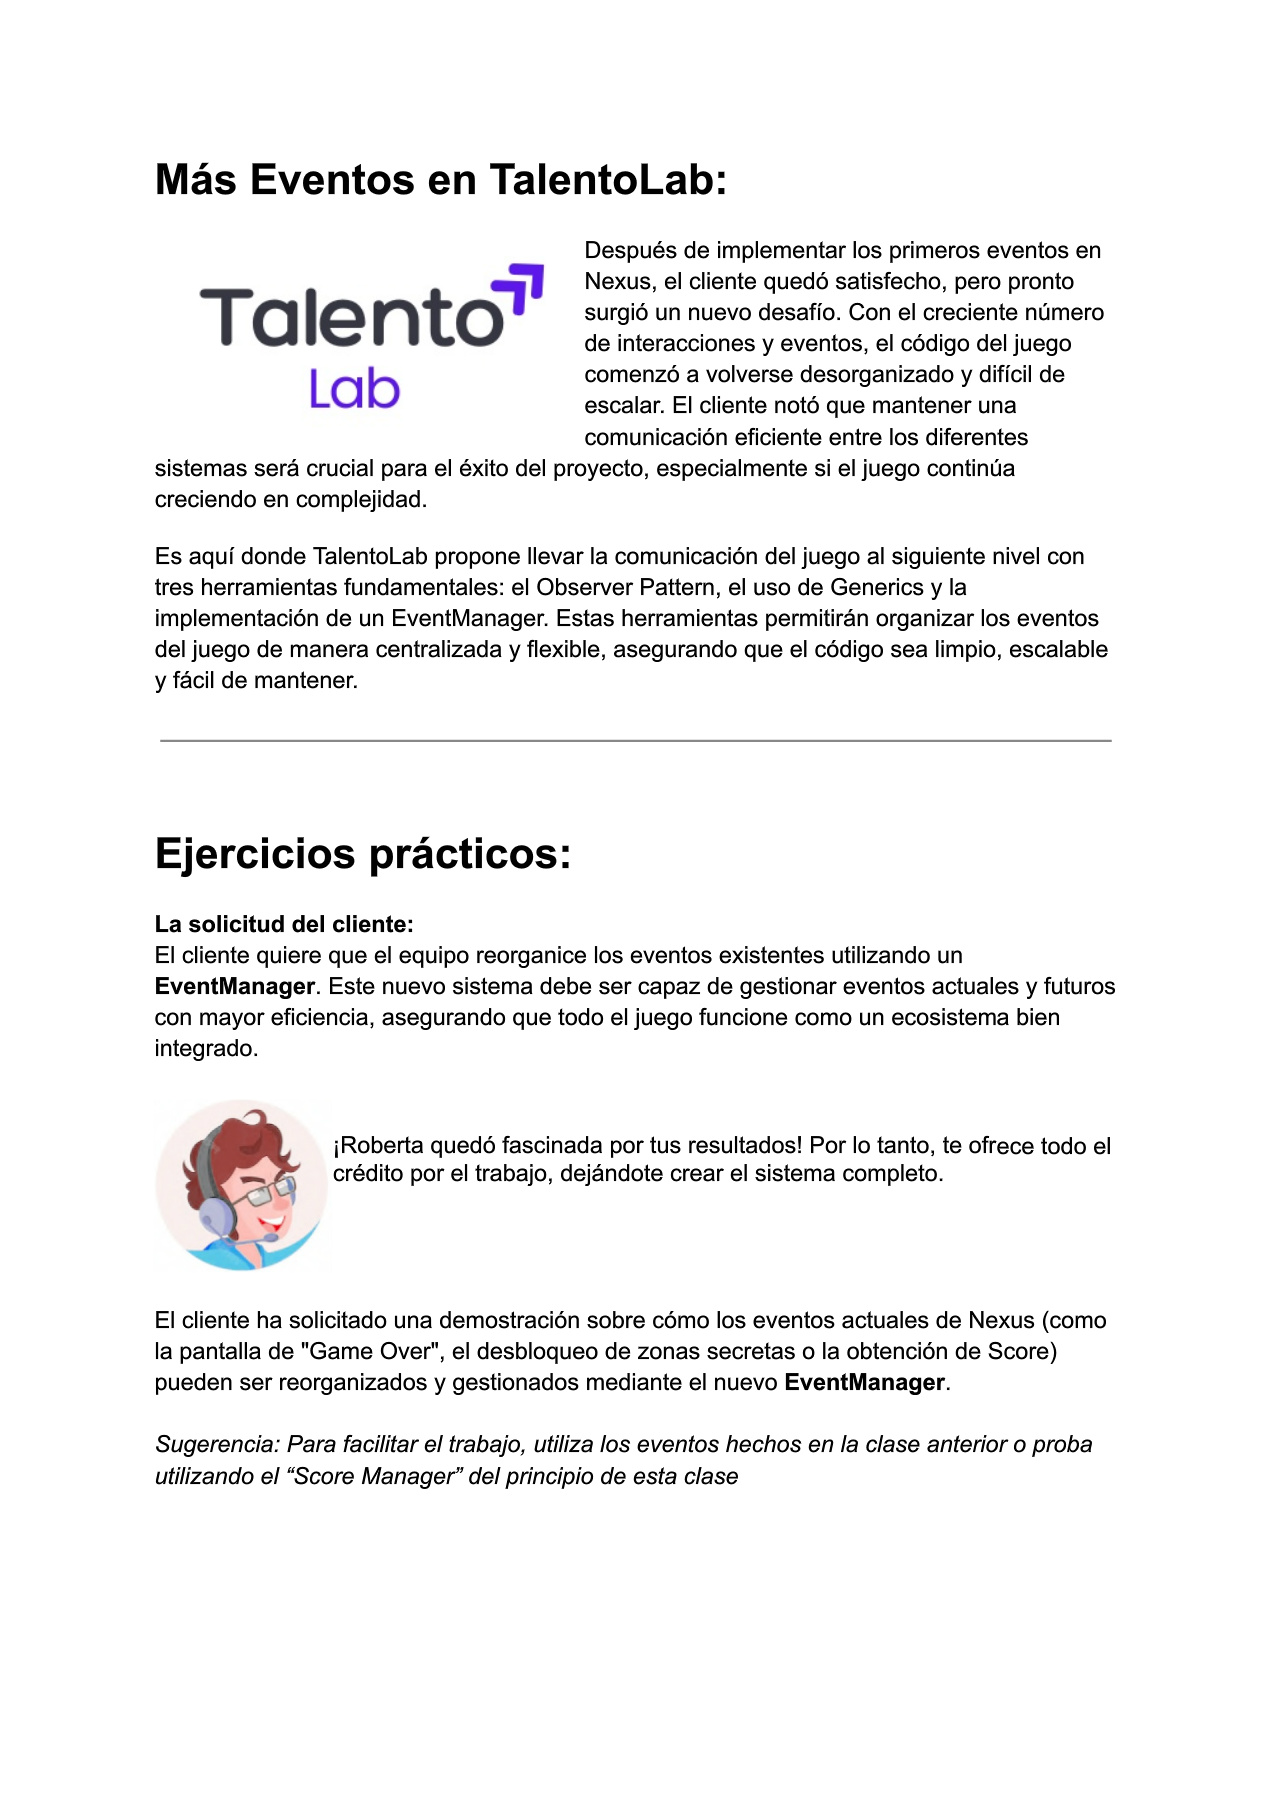 Más Eventos en TalentoLab:
Talento
Lab
Después de implementar los primeros eventos en
Nexus, el cliente quedó satisfecho, pero pronto
surgió un nuevo desafío. Con el creciente número
de interacciones y eventos, el código del juego
comenzó a volverse desorganizado y difícil de
escalar. El cliente notó que mantener una
comunicación eficiente entre los diferentes
sistemas será crucial para el éxito del proyecto, especialmente si el juego continúa
creciendo en complejidad.
Es aquí donde TalentoLab propone llevar la comunicación del juego al siguiente nivel con
tres herramientas fundamentales: el Observer Pattern, el uso de Generics y la
implementación de un EventManager. Estas herramientas permitirán organizar los eventos
del juego de manera centralizada y flexible, asegurando que el código sea limpio, escalable
y fácil de mantener.
Ejercicios prácticos:
La solicitud del cliente:
El cliente quiere que el equipo reorganice los eventos existentes utilizando un
EventManager. Este nuevo sistema debe ser capaz de gestionar eventos actuales y futuros
con mayor eficiencia, asegurando que todo el juego funcione como un ecosistema bien
integrado.
¡Roberta quedó fascinada por tus resultados! Por lo tanto, te ofrece todo el
crédito por el trabajo, dejándote crear el sistema completo.
El cliente ha solicitado una demostración sobre cómo los eventos actuales de Nexus (como
la pantalla de "Game Over", el desbloqueo de zonas secretas o la obtención de Score)
pueden ser reorganizados y gestionados mediante el nuevo EventManager.
Sugerencia: Para facilitar el trabajo, utiliza los eventos hechos en la clase anterior o proba
utilizando el “Score Manager” del principio de esta clase